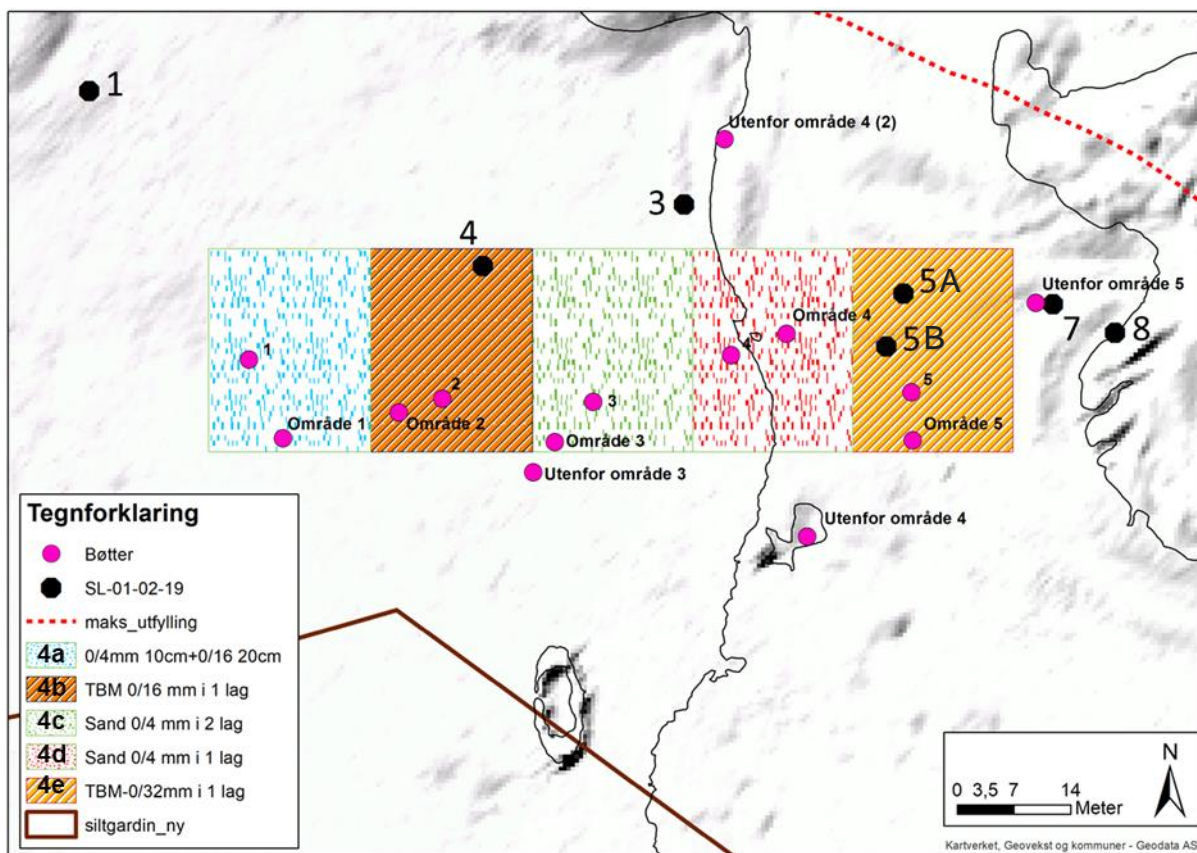 1
Utenfor område 4 (2)
3
4
5A
Utenfor område 5
7
8
Område 4
5B
1
4
2
5
3
Område 1
Område 2
Område 3
Område 5
Utenfor område 3
Utenfor område 4
Tegnforklaring
Bøtter
SL-01-02-19
maks_utfylling
4a 0/4mm 10cm+0/16 20cm
4b TBM 0/16 mm i 1 lag
4c Sand 0/4 mm i 2 lag
4d Sand 0/4 mm i 1 lag
4e TBM-0/32mm i 1 lag
siltgardin_ny
N
0 3,5 7 14
Meter
Kartverket, Geovekst og kommuner - Geodata AS